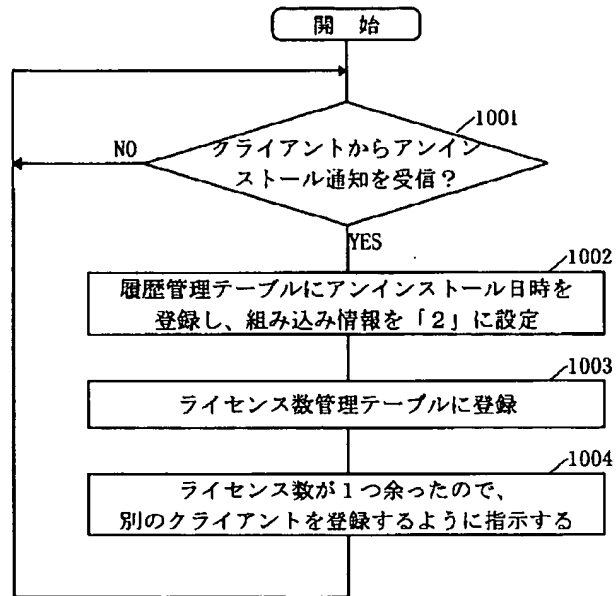 開 始
1001
クライアントからアンイン
ストール通知を受信？
NO
YES
1002
履歴管理テーブルにアンインストール日時を
登録し、組み込み情報を「２」に設定
1003
ライセンス数管理テーブルに登録
1004
ライセンス数が１つ余ったので、
別のクライアントを登録するように指示する